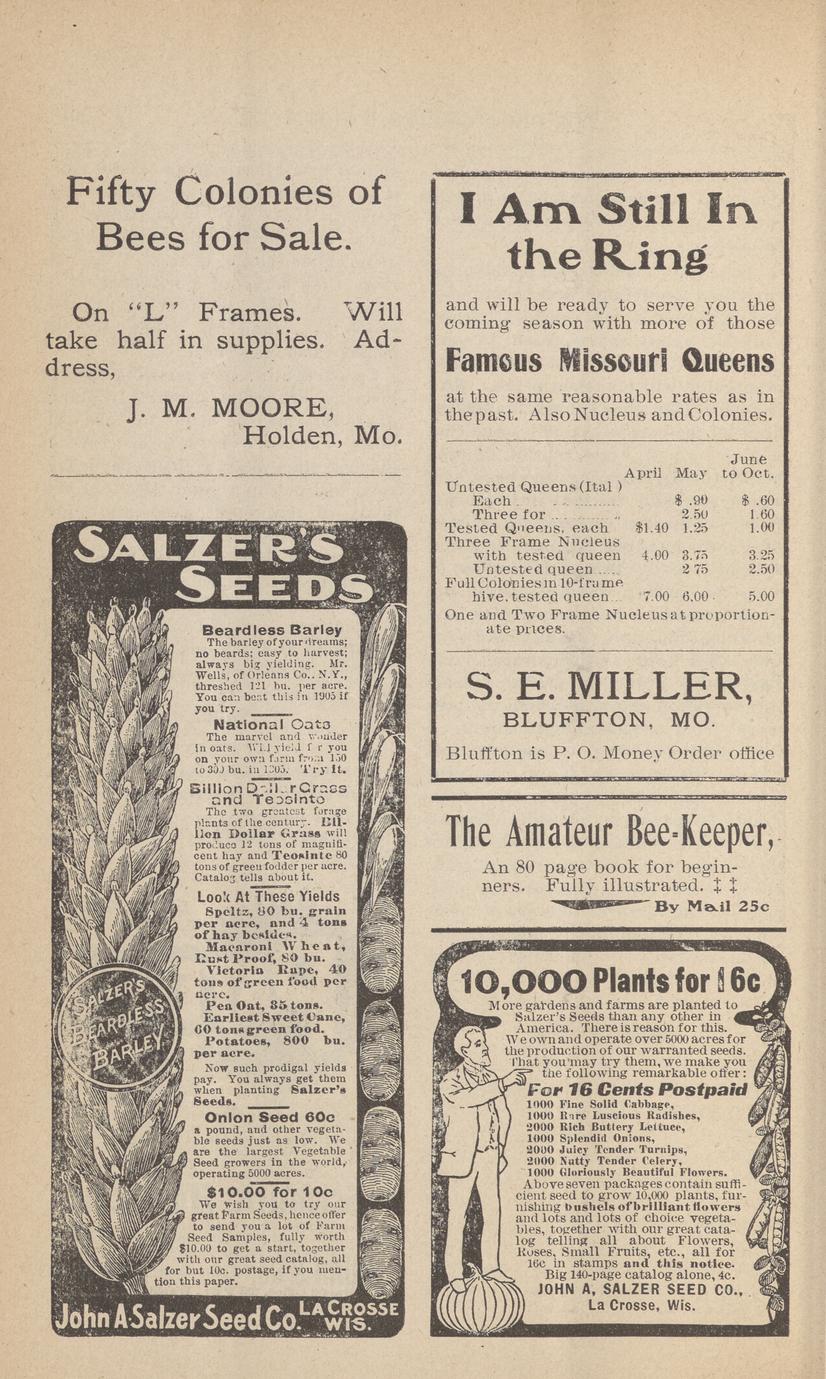 Fifty Colonies of
Bees for Sale.
On "L" Frames. Will
take half in supplies. Ad-
dress,
J. M. MOORE,
Holden, Mo.
SALZER'S
SEEDS
Beardless Barley
The barley of your dreams;
no beards; easy to harvest;
always big yielding. Mr.
Wells, of Orleans Co., N.Y.,
threshed 121 bu. per acre.
You can beat this in 1905 if
you try.
National Oats
The marvel and wonder
in oats. Will yield for you
on your own farm from 150
to 300 bu. in 1905. Try It.
Billion Dollar Grass
and Teosinte
The two greatest forage
plants of the century. Bil-
lion Dollar Grass will
produce 12 tons of magnifi-
cent hay and Teosinte 80
tons of green fodder per acre.
Catalog tells about it.
Look At These Yields
Speltz, 80 bu. grain
per acre, and 4 tons
of hay besides.
Macaroni Wheat,
Rust Proof, 80 bu.
Victoria Rape, 40
tons of green food per
acre.
Pea Oat, 85 tons.
Earliest Sweet Cane,
60 tons green food.
Potatoes, 800 bu.
per acre.
Now such prodigal yields
pay. You always get them
when planting Salzer's
Seeds.
Onion Seed 60c
a pound, and other vegeta-
ble seeds just as low. We
are the largest Vegetable
Seed growers in the world,
operating 5000 acres.
$10.00 for 10c
We wish you to try our
great Farm Seeds, hence offer
to send you a lot of Farm
Seed Samples, fully worth
$10.00 to get a start, together
with our great seed catalog, all
for but 10c. postage, if you men-
tion this paper.
SALZER'S
BEARDLESS
BARLEY
John A. Salzer Seed Co. LA CROSSE
WIS.
I Am Still In
the Ring
and will be ready to serve you the
coming season with more of those
Famous Missouri Queens
at the same reasonable rates as in
the past. Also Nucleus and Colonies.
June
April May to Oct.
Untested Queens (Ital )
Each $ .90 $ .60
Three for 2 50 1 60
Tested Queens, each $1.40 1.25 1.00
Three Frame Nucleus
with tested queen 4.00 3.75 3.25
Untested queen 2 75 2.50
Full Colonies in 10-frame
hive, tested queen 7.00 6.00 5.00
One and Two Frame Nucleus at proportion-
ate prices.
S. E. MILLER,
BLUFFTON, MO.
Bluffton is P. O. Money Order office
The Amateur Bee-Keeper,
An 80 page book for begin-
ners. Fully illustrated. ‡ ‡
By Mail 25c
10,000 Plants for 16c
More gardens and farms are planted to
Salzer's Seeds than any other in
America. There is reason for this.
We own and operate over 5000 acres for
the production of our warranted seeds.
That you may try them, we make you
the following remarkable offer:
For 16 Cents Postpaid
1000 Fine Solid Cabbage,
1000 Rare Luscious Radishes,
2000 Rich Buttery Lettuce,
1000 Splendid Onions,
2000 Juicy Tender Turnips,
2000 Nutty Tender Celery,
1000 Gloriously Beautiful Flowers.
Above seven packages contain suffi-
cient seed to grow 10,000 plants, fur-
nishing bushels of brilliant flowers
and lots and lots of choice vegeta-
bles, together with our great cata-
log telling all about Flowers,
Roses, Small Fruits, etc., all for
16c in stamps and this notice.
Big 140-page catalog alone, 4c.
JOHN A, SALZER SEED CO.,
La Crosse, Wis.